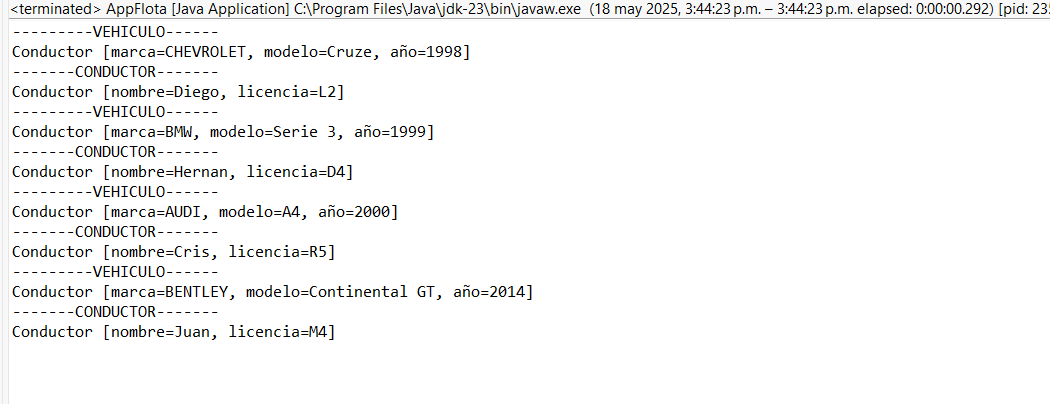 <terminated> AppFlota [Java Application] C:\Program Files\Java\jdk-23\bin\javaw.exe (18 may 2025, 3:44:23 p.m. – 3:44:23 p.m. elapsed: 0:00:00.292) [pid: 235
---------VEHICULO------
Conductor [marca=CHEVROLET, modelo=Cruze, año=1998]
-------CONDUCTOR-------
Conductor [nombre=Diego, licencia=L2]
---------VEHICULO------
Conductor [marca=BMW, modelo=Serie 3, año=1999]
-------CONDUCTOR-------
Conductor [nombre=Hernan, licencia=D4]
---------VEHICULO------
Conductor [marca=AUDI, modelo=A4, año=2000]
-------CONDUCTOR-------
Conductor [nombre=Cris, licencia=R5]
---------VEHICULO------
Conductor [marca=BENTLEY, modelo=Continental GT, año=2014]
-------CONDUCTOR-------
Conductor [nombre=Juan, licencia=M4]